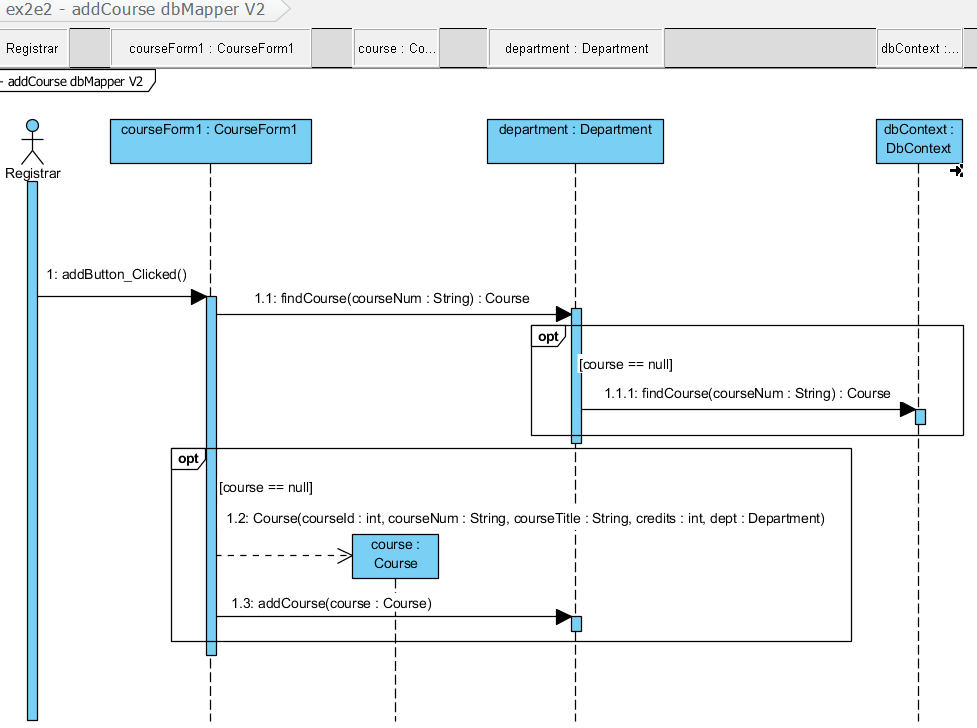 ex2e2 - addCourse dbMapper V2
Registrar
courseForm1 : CourseForm1
course : Co...
department : Department
dbContext :...
- addCourse dbMapper V2
courseForm1 : CourseForm1
department : Department
dbContext :
DbContext
Registrar
1: addButton_Clicked()
1.1: findCourse(courseNum : String) : Course
opt
[course == null]
1.1.1: findCourse(courseNum : String) : Course
opt
[course == null]
1.2: Course(courseId : int, courseNum : String, courseTitle : String, credits : int, dept : Department)
course :
Course
1.3: addCourse(course : Course)